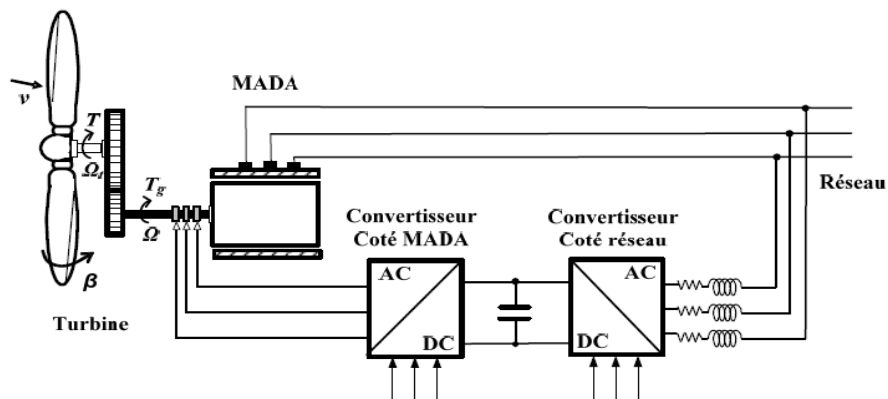 MADA
v
T
Ωt
Tg
Ω
β
Turbine
Réseau
Convertisseur
Coté MADA
Convertisseur
Coté réseau
AC
DC
AC
DC